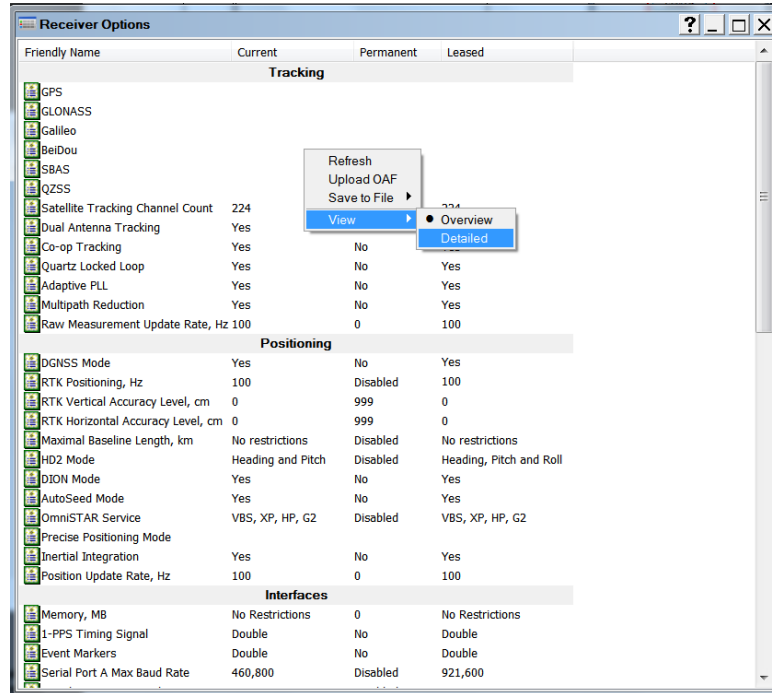 Receiver Options
Friendly Name Current Permanent Leased
Tracking
GPS
GLONASS
Galileo
BeiDou
SBAS
QZSS
Satellite Tracking Channel Count 224
Dual Antenna Tracking Yes
Co-op Tracking Yes No
Quartz Locked Loop Yes No Yes
Adaptive PLL Yes No Yes
Multipath Reduction Yes No Yes
Raw Measurement Update Rate, Hz 100 0 100
Refresh
Upload OAF
Save to File
View
Overview
Detailed
Positioning
DGNSS Mode Yes No Yes
RTK Positioning, Hz 100 Disabled 100
RTK Vertical Accuracy Level, cm 0 999 0
RTK Horizontal Accuracy Level, cm 0 999 0
Maximal Baseline Length, km No restrictions Disabled No restrictions
HD2 Mode Heading and Pitch Disabled Heading, Pitch and Roll
DION Mode Yes No Yes
AutoSeed Mode Yes No Yes
OmniSTAR Service VBS, XP, HP, G2 Disabled VBS, XP, HP, G2
Precise Positioning Mode
Inertial Integration Yes No Yes
Position Update Rate, Hz 100 0 100
Interfaces
Memory, MB No Restrictions 0 No Restrictions
1-PPS Timing Signal Double No Double
Event Markers Double No Double
Serial Port A Max Baud Rate 460,800 Disabled 921,600